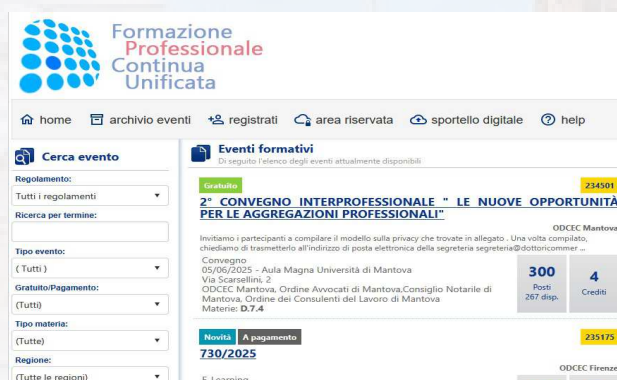 Formazione
Professionale
Continua
Unificata
home archivio eventi registrati area riservata sportello digitale help
Cerca evento
Regolamento:
Tutti i regolamenti
Ricerca per termine:
Tipo evento:
( Tutti )
Gratuito/Pagamento:
(Tutti)
Tipo materia:
(Tutte)
Regione:
(Tutte le regioni)
Eventi formativi
Di seguito l'elenco degli eventi attualmente disponibili
Gratuito 234501
2° CONVEGNO INTERPROFESSIONALE " LE NUOVE OPPORTUNITÀ
PER LE AGGREGAZIONI PROFESSIONALI"
ODCEC Mantova
Invitiamo i partecipanti a compilare il modello sulla privacy che trovate in allegato . Una volta compilato,
chiediamo di trasmetterlo all'indirizzo di posta elettronica della segreteria segreteria@dottoricommer ...
Convegno
05/06/2025 - Aula Magna Università di Mantova
Via Scarsellini, 2
ODCEC Mantova, Ordine Avvocati di Mantova,Consiglio Notarile di
Mantova, Ordine dei Consulenti del Lavoro di Mantova
Materie: D.7.4
300
Posti
267 disp.
4
Crediti
Novità A pagamento 235175
730/2025
ODCEC Firenze
E-Learning